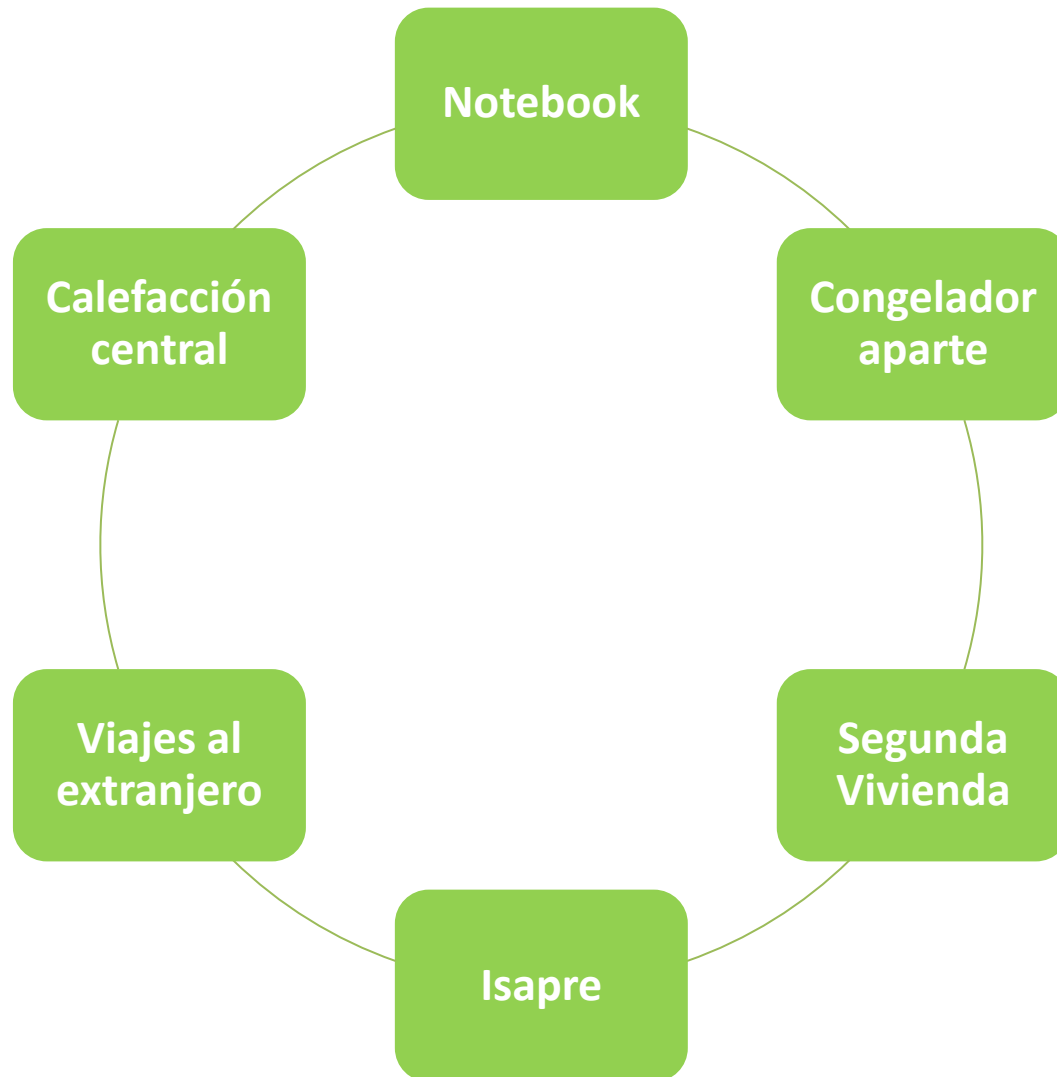 Notebook
Calefacción
central
Congelador
aparte
Viajes al
extranjero
Segunda
Vivienda
Isapre